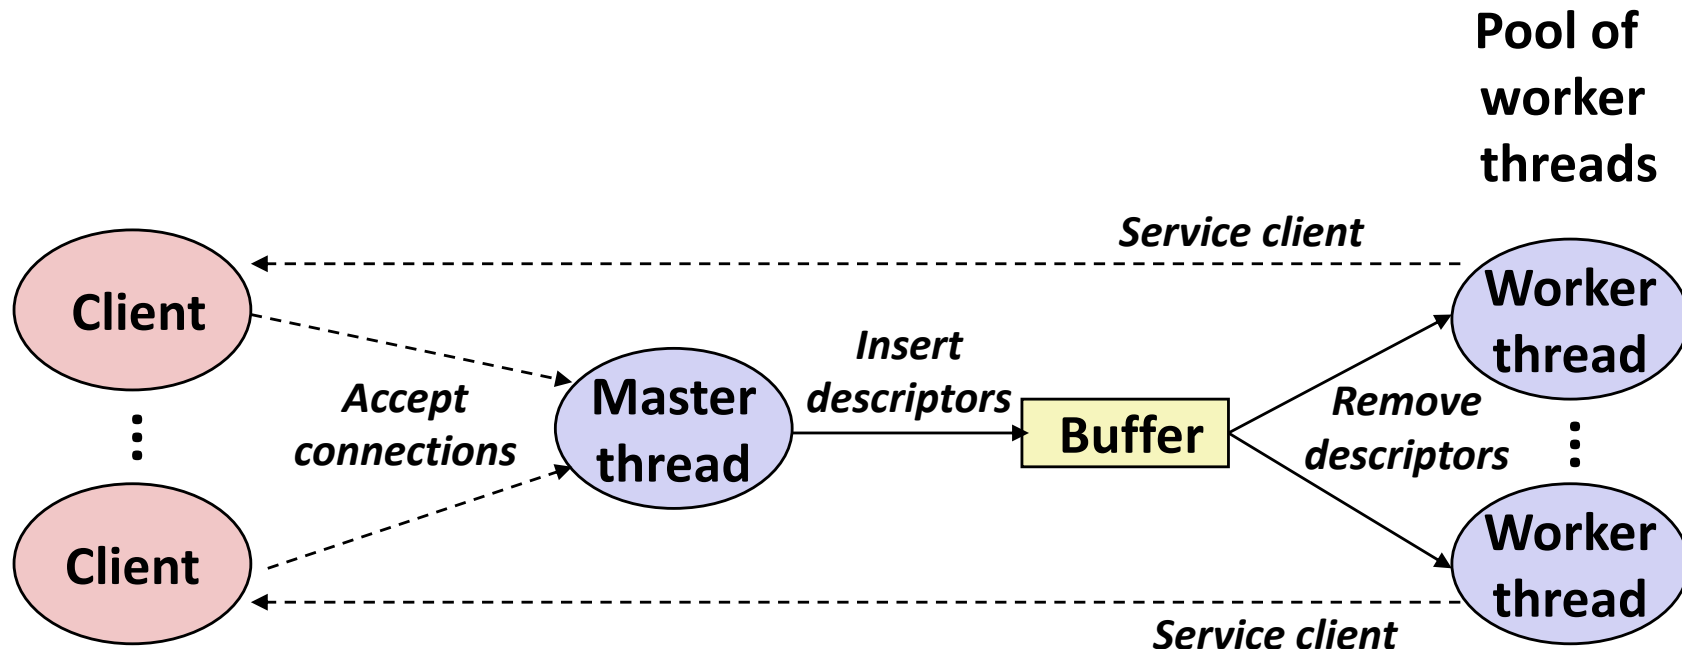 Pool of
worker
threads
Service client
Client
Accept
connections
Master
thread
Insert
descriptors
Buffer
Remove
descriptors
Worker
thread
Client
Worker
thread
Service client